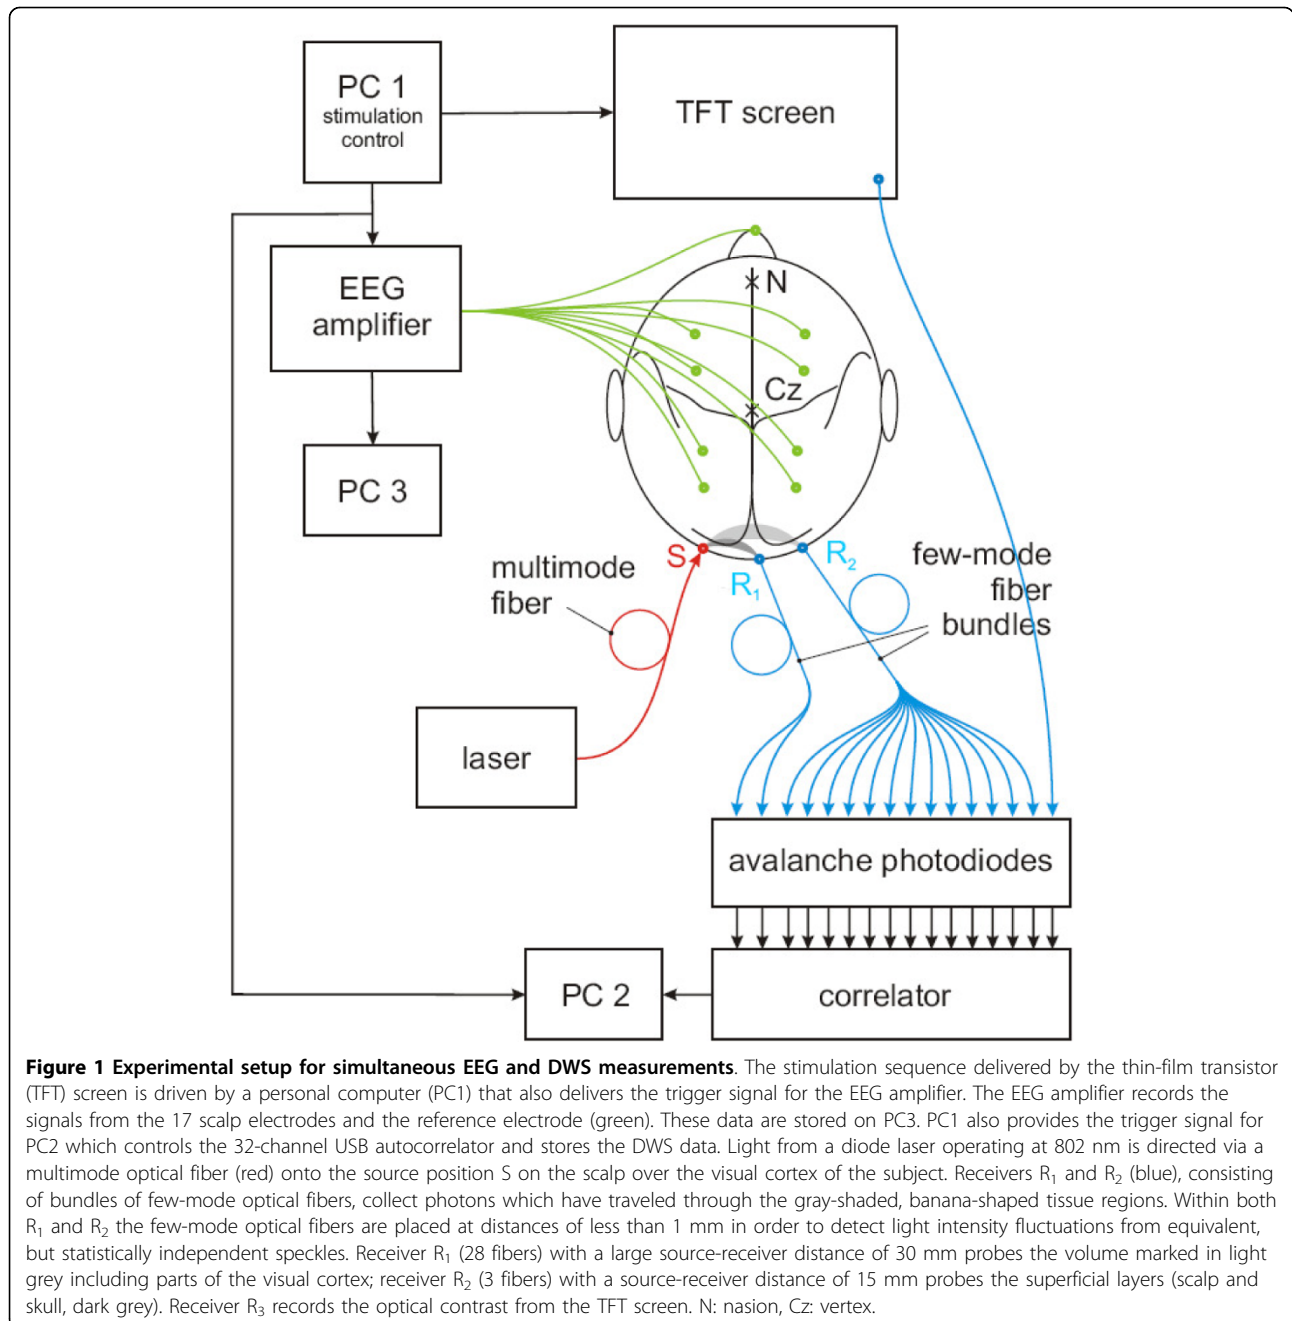 PC 1
stimulation
control
TFT screen
EEG
amplifier
N
Cz
PC 3
S
R1
R2
multimode
fiber
few-mode
fiber
bundles
laser
avalanche photodiodes
PC 2
correlator
Figure 1 Experimental setup for simultaneous EEG and DWS measurements. The stimulation sequence delivered by the thin-film transistor
(TFT) screen is driven by a personal computer (PC1) that also delivers the trigger signal for the EEG amplifier. The EEG amplifier records the
signals from the 17 scalp electrodes and the reference electrode (green). These data are stored on PC3. PC1 also provides the trigger signal for
PC2 which controls the 32-channel USB autocorrelator and stores the DWS data. Light from a diode laser operating at 802 nm is directed via a
multimode optical fiber (red) onto the source position S on the scalp over the visual cortex of the subject. Receivers R1 and R2 (blue), consisting
of bundles of few-mode optical fibers, collect photons which have traveled through the gray-shaded, banana-shaped tissue regions. Within both
R1 and R2 the few-mode optical fibers are placed at distances of less than 1 mm in order to detect light intensity fluctuations from equivalent,
but statistically independent speckles. Receiver R1 (28 fibers) with a large source-receiver distance of 30 mm probes the volume marked in light
grey including parts of the visual cortex; receiver R2 (3 fibers) with a source-receiver distance of 15 mm probes the superficial layers (scalp and
skull, dark grey). Receiver R3 records the optical contrast from the TFT screen. N: nasion, Cz: vertex.